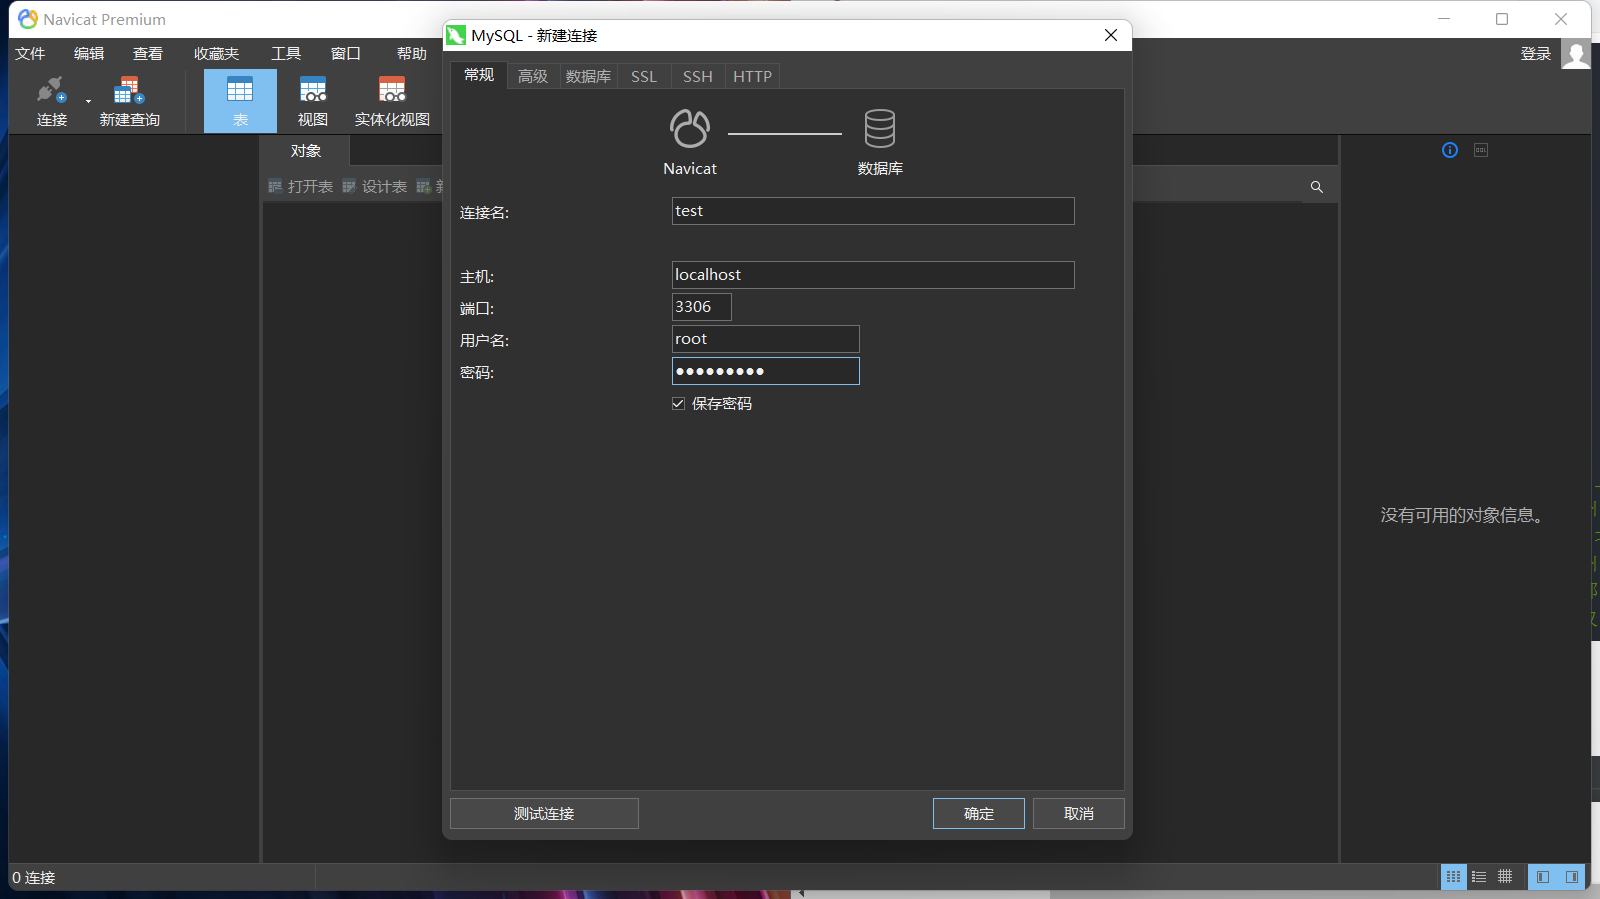 Navicat Premium
文件 编辑 查看 收藏夹 工具 窗口 帮助
登录
连接 新建查询 表 视图 实体化视图
对象
打开表 设计表
MySQL - 新建连接
常规 高级 数据库 SSL SSH HTTP
Navicat 数据库
连接名: test
主机: localhost
端口: 3306
用户名: root
密码: ●●●●●●●●●
保存密码
测试连接 确定 取消
没有可用的对象信息。
0 连接